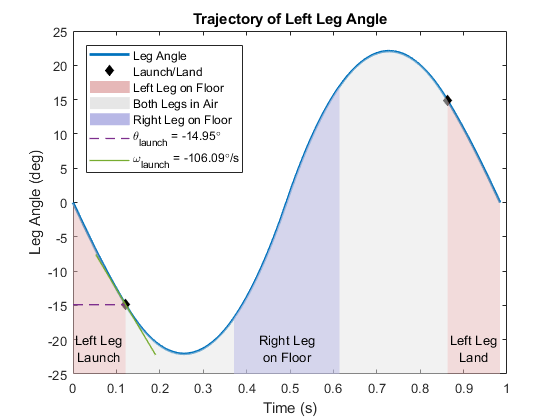 Trajectory of Left Leg Angle
Leg Angle
Launch/Land
Left Leg on Floor
Both Legs in Air
Right Leg on Floor
θlaunch = -14.95°
ωlaunch = -106.09°/s
Leg Angle (deg)
25
20
15
10
5
0
-5
-10
-15
-20
-25
Left Leg
Launch
Right Leg
on Floor
Left Leg
Land
0 0.1 0.2 0.3 0.4 0.5 0.6 0.7 0.8 0.9 1
Time (s)